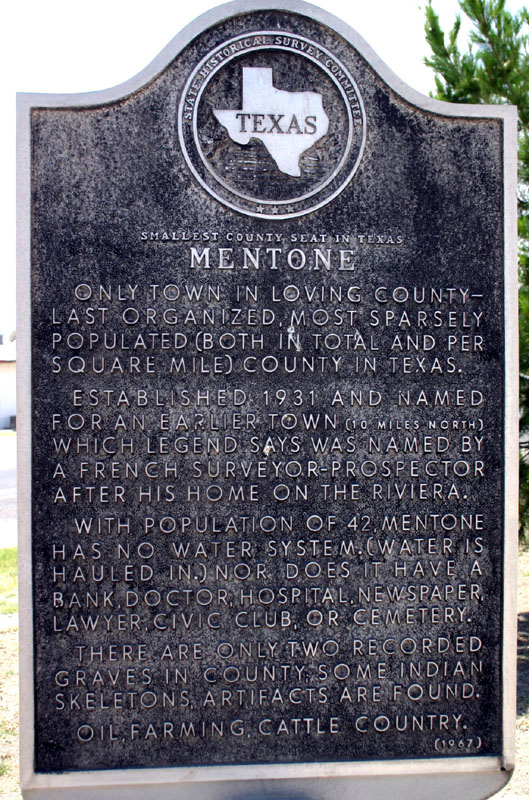 STATE HISTORICAL SURVEY COMMITTEE
TEXAS
SMALLEST COUNTY SEAT IN TEXAS
MENTONE
ONLY TOWN IN LOVING COUNTY—
LAST ORGANIZED, MOST SPARSELY
POPULATED (BOTH IN TOTAL AND PER
SQUARE MILE) COUNTY IN TEXAS.
ESTABLISHED 1931 AND NAMED
FOR AN EARLIER TOWN (10 MILES NORTH)
WHICH LEGEND SAYS WAS NAMED BY
A FRENCH SURVEYOR-PROSPECTOR
AFTER HIS HOME ON THE RIVIERA.
WITH POPULATION OF 42, MENTONE
HAS NO WATER SYSTEM. (WATER IS
HAULED IN.) NOR DOES IT HAVE A
BANK, DOCTOR, HOSPITAL, NEWSPAPER,
LAWYER, CIVIC CLUB, OR CEMETERY.
THERE ARE ONLY TWO RECORDED
GRAVES IN COUNTY; SOME INDIAN
SKELETONS, ARTIFACTS ARE FOUND.
OIL, FARMING, CATTLE COUNTRY.
(1967)